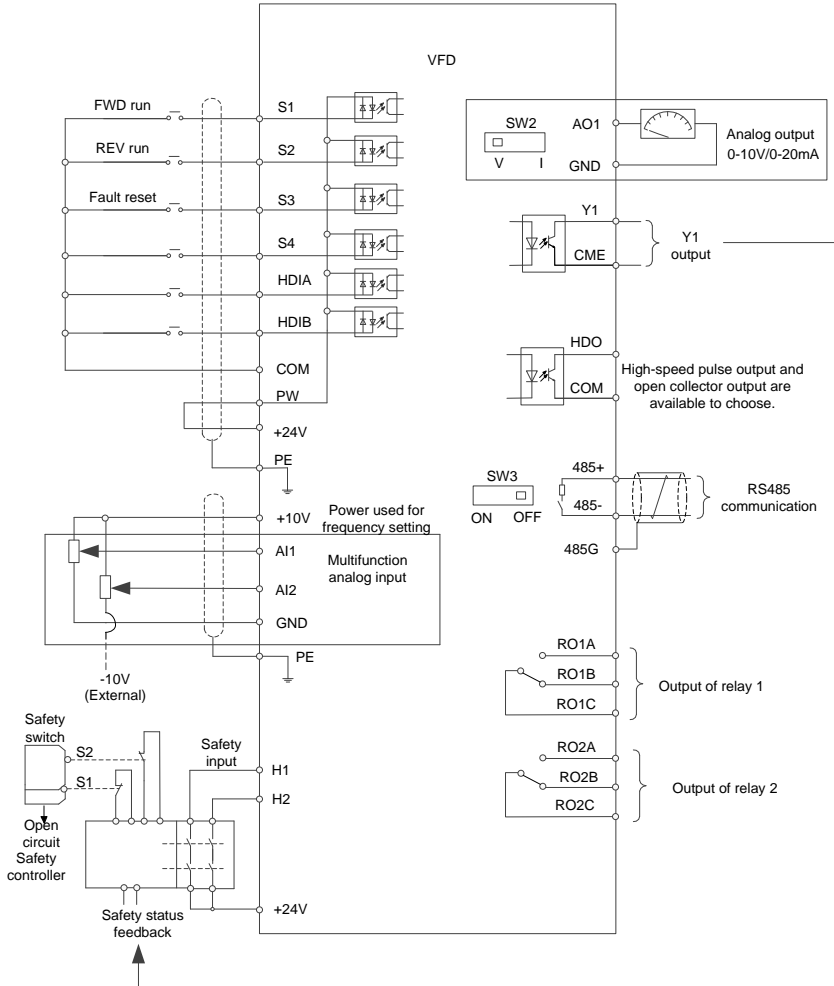 VFD
FWD run
S1
REV run
S2
Fault reset
S3
S4
HDIA
HDIB
COM
PW
+24V
PE
+10V
Power used for
frequency setting
AI1
Multifunction
analog input
AI2
GND
PE
-10V
(External)
Safety
switch
S2
S1
Open
circuit
Safety
controller
Safety
input
H1
H2
+24V
Safety status
feedback
SW2
V I
AO1
GND
Analog output
0-10V/0-20mA
Y1
CME
Y1
output
HDO
COM
High-speed pulse output and
open collector output are
available to choose.
SW3
ON OFF
485+
485-
485G
RS485
communication
RO1A
RO1B
RO1C
Output of relay 1
RO2A
RO2B
RO2C
Output of relay 2